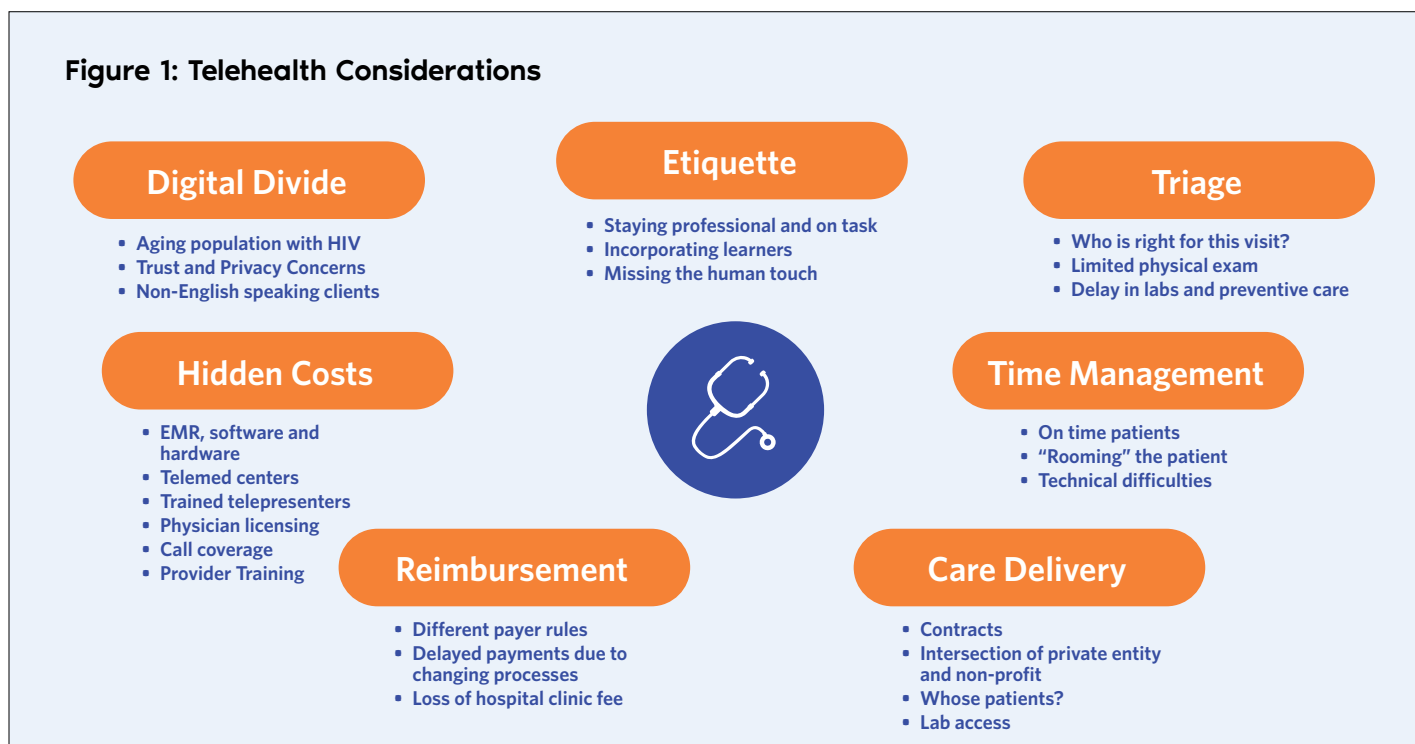 Figure 1: Telehealth Considerations
Digital Divide
▪ Aging population with HIV
▪ Trust and Privacy Concerns
▪ Non-English speaking clients
Etiquette
▪ Staying professional and on task
▪ Incorporating learners
▪ Missing the human touch
Triage
▪ Who is right for this visit?
▪ Limited physical exam
▪ Delay in labs and preventive care
Hidden Costs
▪ EMR, software and
hardware
▪ Telemed centers
▪ Trained telepresenters
▪ Physician licensing
▪ Call coverage
▪ Provider Training
Time Management
▪ On time patients
▪ “Rooming” the patient
▪ Technical difficulties
Reimbursement
▪ Different payer rules
▪ Delayed payments due to
changing processes
▪ Loss of hospital clinic fee
Care Delivery
▪ Contracts
▪ Intersection of private entity
and non-profit
▪ Whose patients?
▪ Lab access